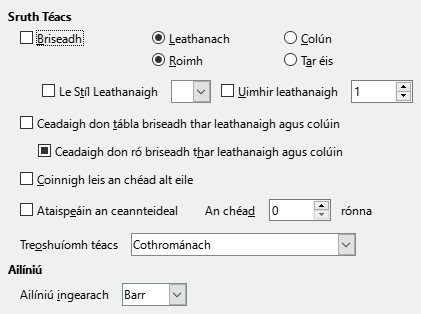 Sruth Téacs
Briseadh Leathanach Colún
Roimh Tar éis
Le Stíl Leathanaigh Uimhir leathanaigh 1
Ceadaigh don tábla briseadh thar leathanaigh agus colúin
Ceadaigh don ró briseadh thar leathanaigh agus colúin
Coinnigh leis an chéad alt eile
Ataispeáin an ceannteideal An chéad 0 rónna
Treoshuíomh téacs Cothrománach
Ailíniú
Ailíniú ingearach Barr